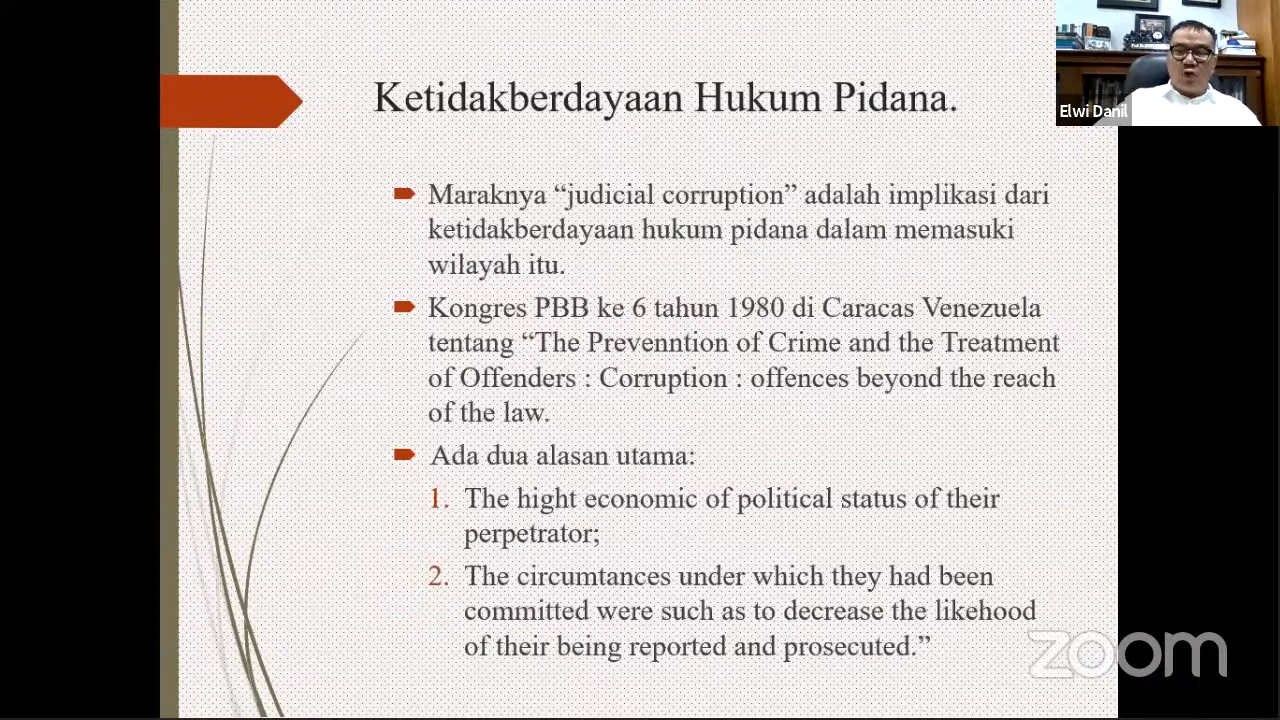 Ketidakberdayaan Hukum Pidana.
Elwi Danil
Maraknya “judicial corruption” adalah implikasi dari
ketidakberdayaan hukum pidana dalam memasuki
wilayah itu.
Kongres PBB ke 6 tahun 1980 di Caracas Venezuela
tentang “The Prevenntion of Crime and the Treatment
of Offenders : Corruption : offences beyond the reach
of the law.
Ada dua alasan utama:
1. The hight economic of political status of their
perpetrator;
2. The circumtances under which they had been
committed were such as to decrease the likehood
of their being reported and prosecuted.”
zoom